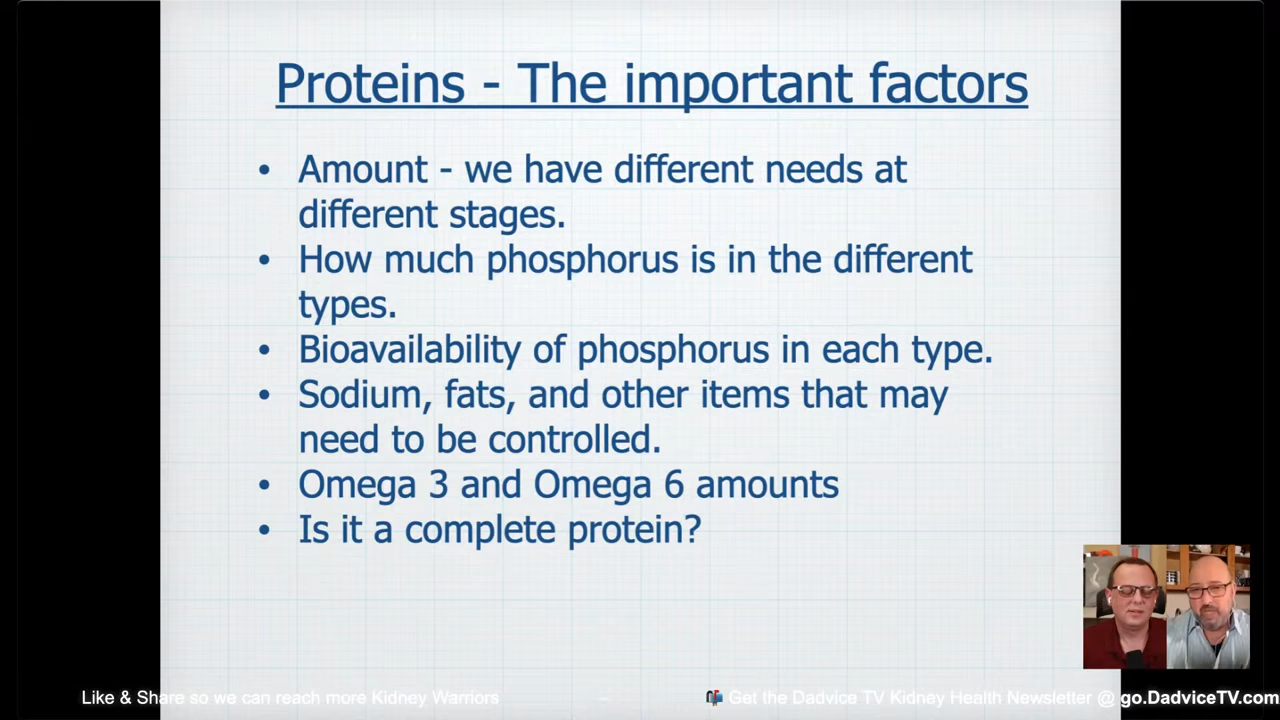 Proteins - The important factors
• Amount - we have different needs at
different stages.
• How much phosphorus is in the different
types.
• Bioavailability of phosphorus in each type.
• Sodium, fats, and other items that may
need to be controlled.
• Omega 3 and Omega 6 amounts
• Is it a complete protein?
Like & Share so we can reach more Kidney Warriors
📬 Get the Dadvice TV Kidney Health Newsletter @ go.DadviceTV.com